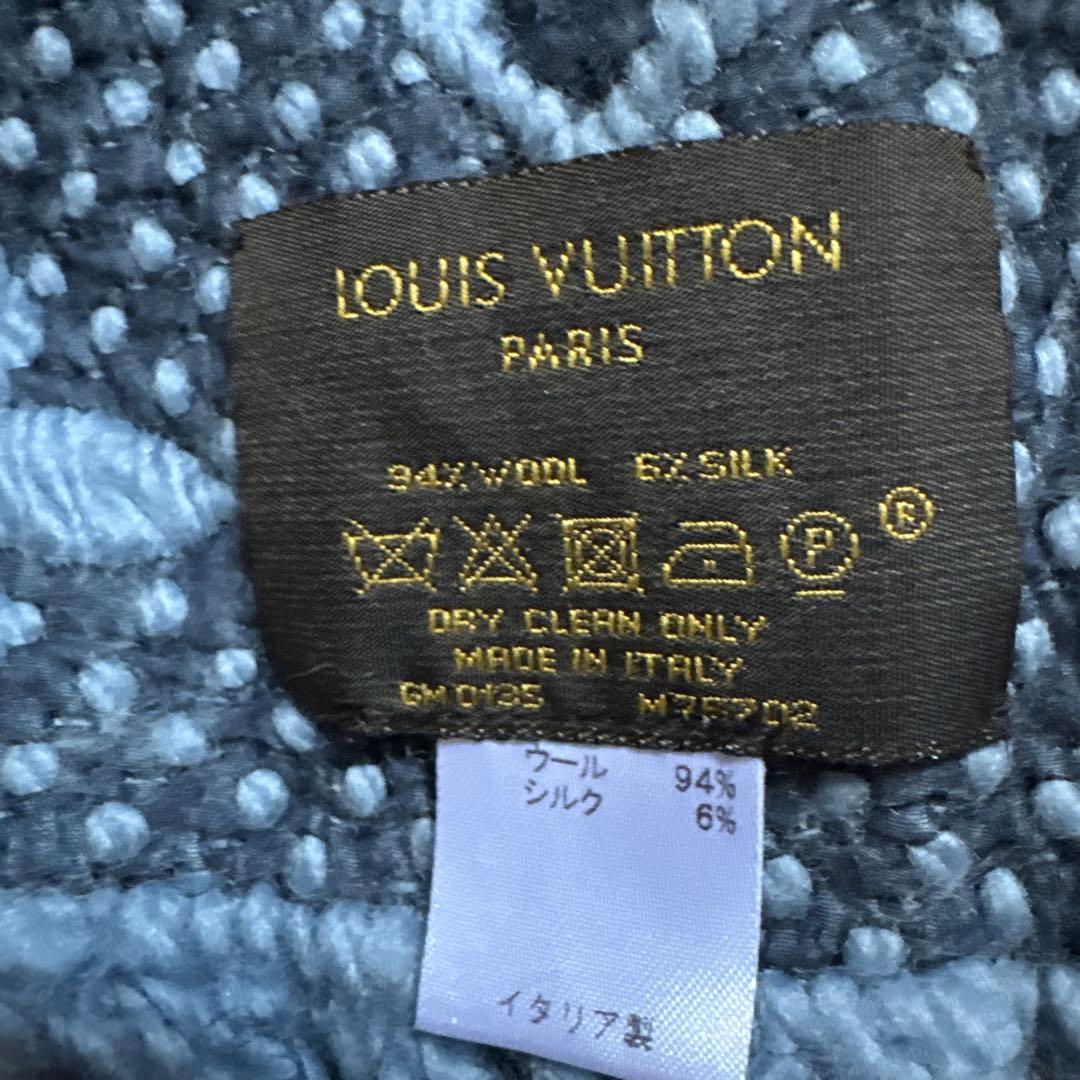 LOUIS VUITTON
PARIS
94% WOOL 6% SILK
P ®
DRY CLEAN ONLY
MADE IN ITALY
GM0135 M75702
ウール 94%
シルク 6%
イタリア製